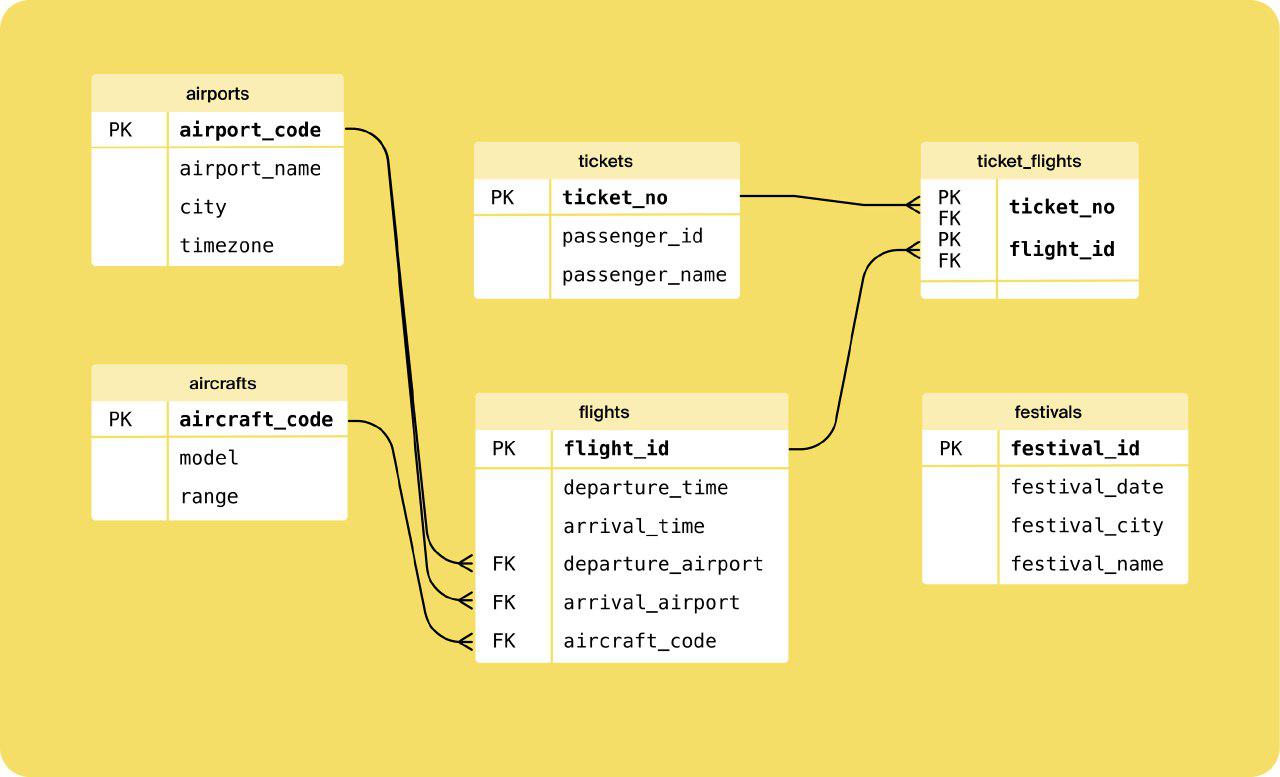 airports
PK airport_code
airport_name
city
timezone
aircrafts
PK aircraft_code
model
range
tickets
PK ticket_no
passenger_id
passenger_name
flights
PK flight_id
departure_time
arrival_time
FK departure_airport
FK arrival_airport
FK aircraft_code
ticket_flights
PK
FK ticket_no
PK
FK flight_id
festivals
PK festival_id
festival_date
festival_city
festival_name